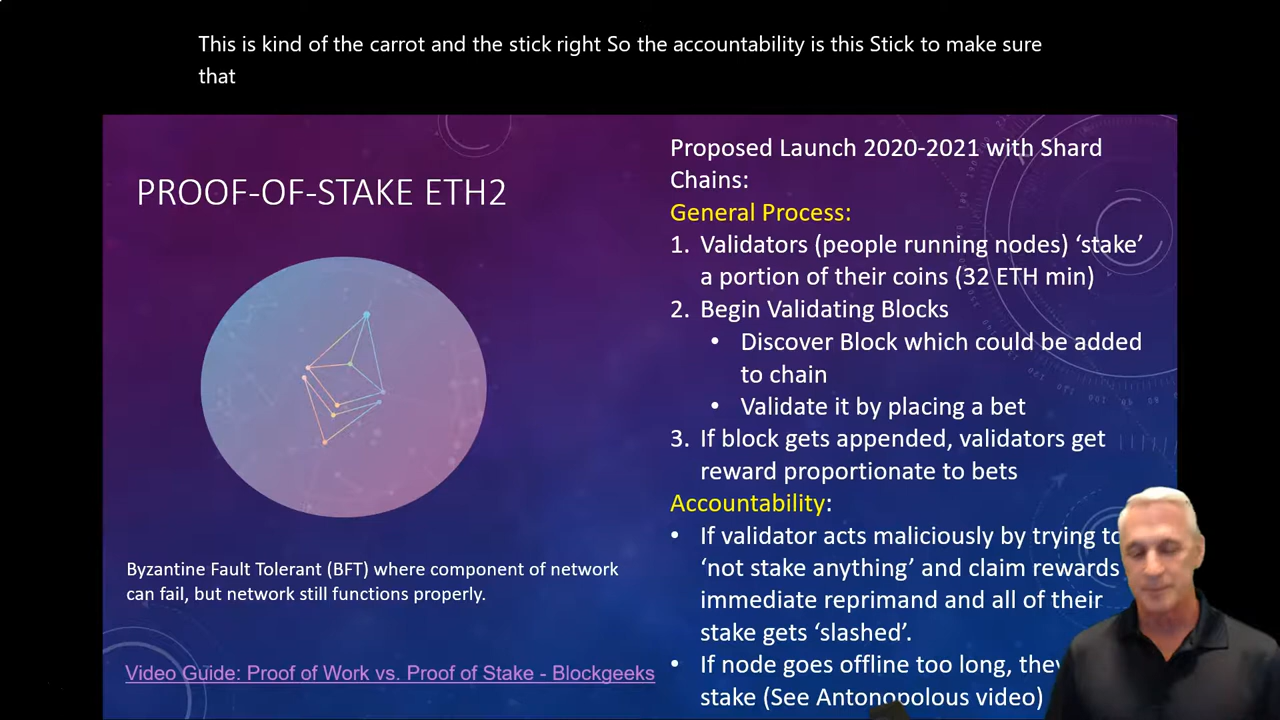 This is kind of the carrot and the stick right So the accountability is this Stick to make sure
that
PROOF-OF-STAKE ETH2
Byzantine Fault Tolerant (BFT) where component of network
can fail, but network still functions properly.
Video Guide: Proof of Work vs. Proof of Stake - Blockgeeks
Proposed Launch 2020-2021 with Shard
Chains:
General Process:
1. Validators (people running nodes) ‘stake’
a portion of their coins (32 ETH min)
2. Begin Validating Blocks
• Discover Block which could be added
to chain
• Validate it by placing a bet
3. If block gets appended, validators get
reward proportionate to bets
Accountability:
• If validator acts maliciously by trying to
‘not stake anything’ and claim rewards
immediate reprimand and all of their
stake gets ‘slashed’.
• If node goes offline too long,
stake (See Antonopolous video)